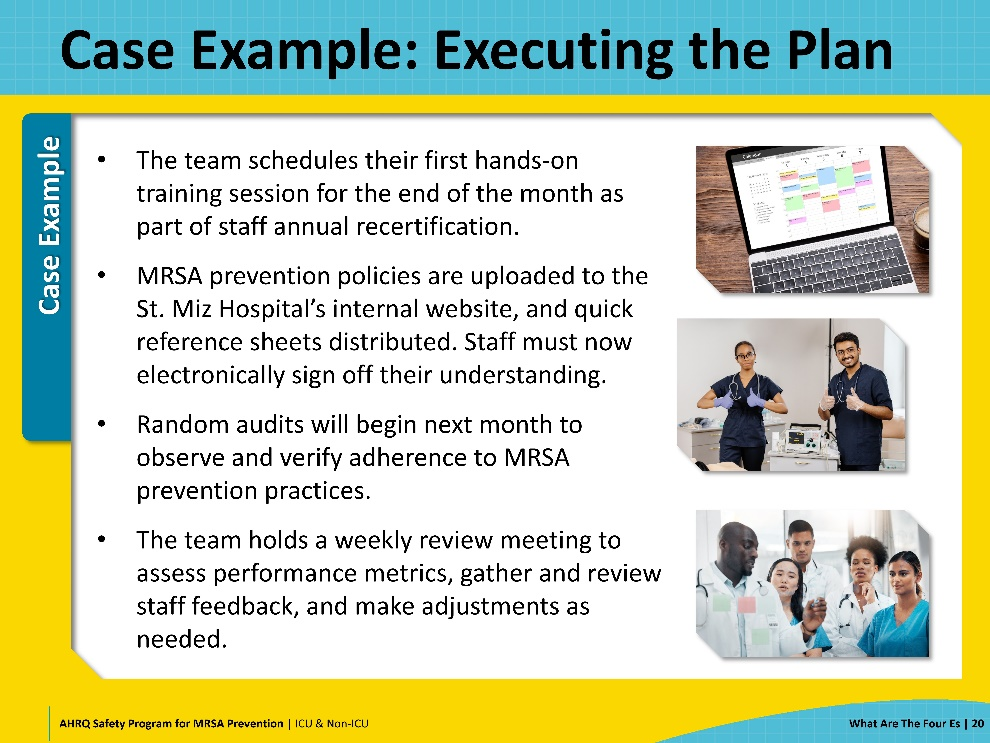 Case Example: Executing the Plan
Case Example
• The team schedules their first hands-on
training session for the end of the month as
part of staff annual recertification.
• MRSA prevention policies are uploaded to the
St. Miz Hospital’s internal website, and quick
reference sheets distributed. Staff must now
electronically sign off their understanding.
• Random audits will begin next month to
observe and verify adherence to MRSA
prevention practices.
• The team holds a weekly review meeting to
assess performance metrics, gather and review
staff feedback, and make adjustments as
needed.
AHRQ Safety Program for MRSA Prevention | ICU & Non-ICU
What Are The Four Es | 20